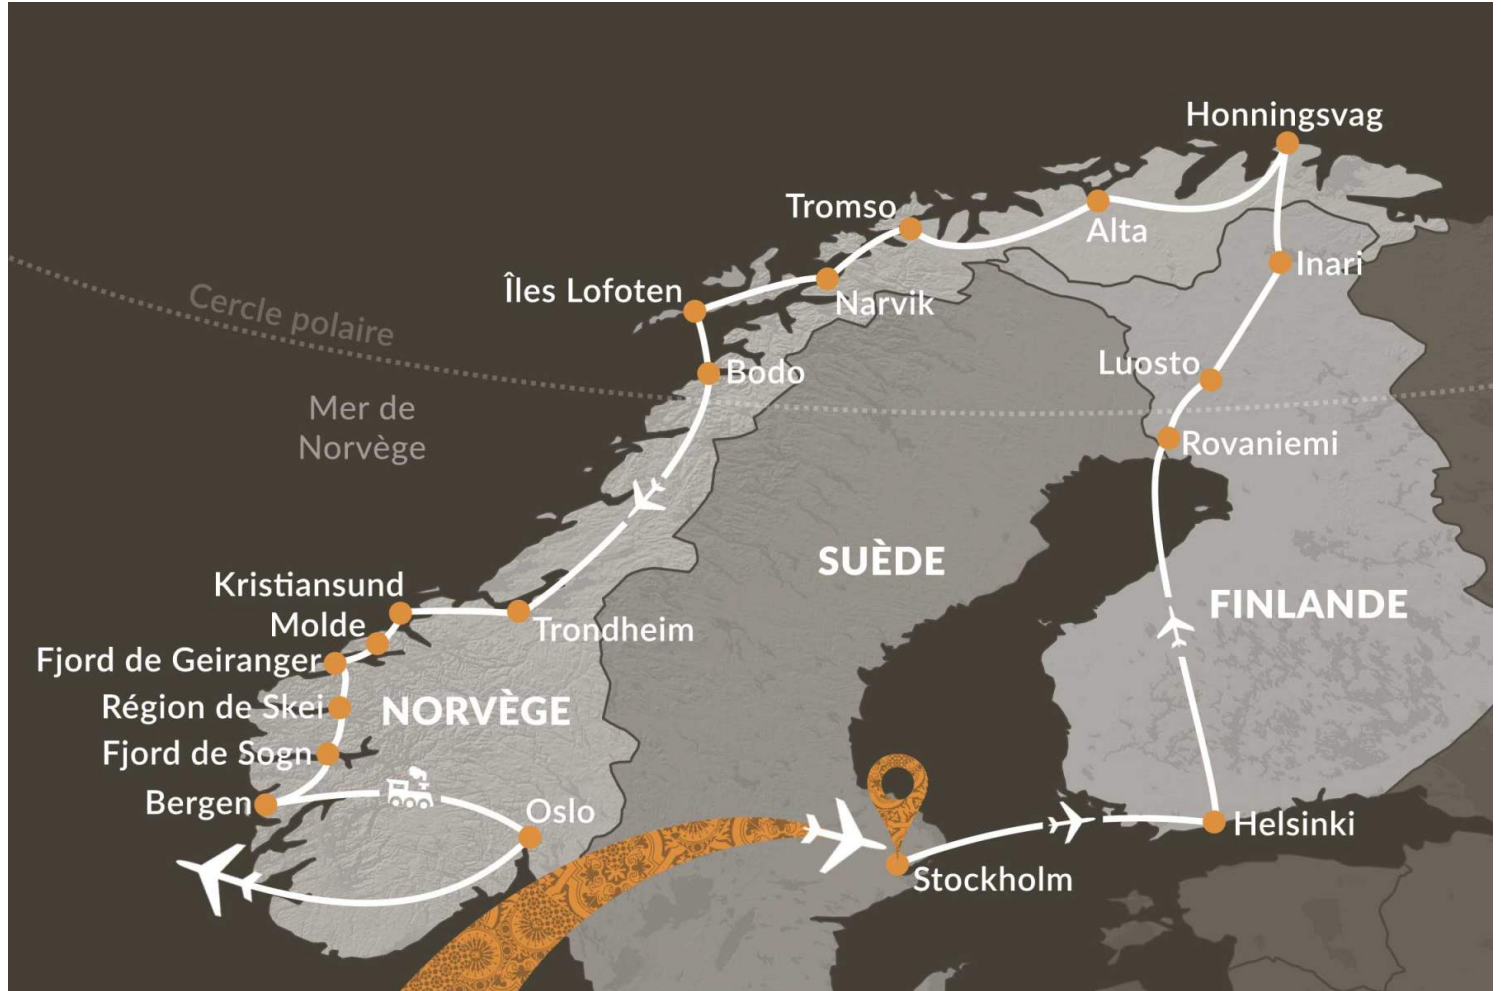 Honningsvag
Tromso
Alta
Inari
Îles Lofoten
Narvik
Cercle polaire
Bodo
Luosto
Mer de
Norvège
Rovaniemi
SUÈDE
Kristiansund
FINLANDE
Molde
Trondheim
Fjord de Geiranger
Région de Skei
NORVÈGE
Fjord de Sogn
Bergen
Oslo
Helsinki
Stockholm